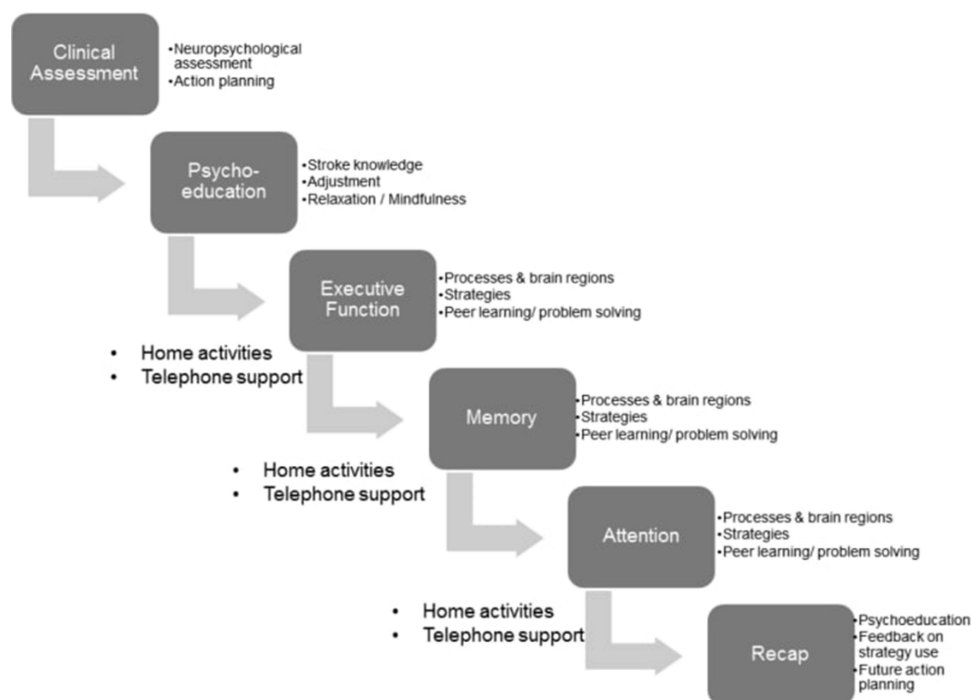 Clinical
Assessment
•Neuropsychological
assessment
•Action planning
Psycho-
education
•Stroke knowledge
•Adjustment
•Relaxation / Mindfulness
Executive
Function
•Processes & brain regions
•Strategies
•Peer learning/ problem solving
• Home activities
• Telephone support
Memory
•Processes & brain regions
•Strategies
•Peer learning/ problem solving
• Home activities
• Telephone support
Attention
•Processes & brain regions
•Strategies
•Peer learning/ problem solving
• Home activities
• Telephone support
Recap
•Psychoeducation
•Feedback on
strategy use
•Future action
planning